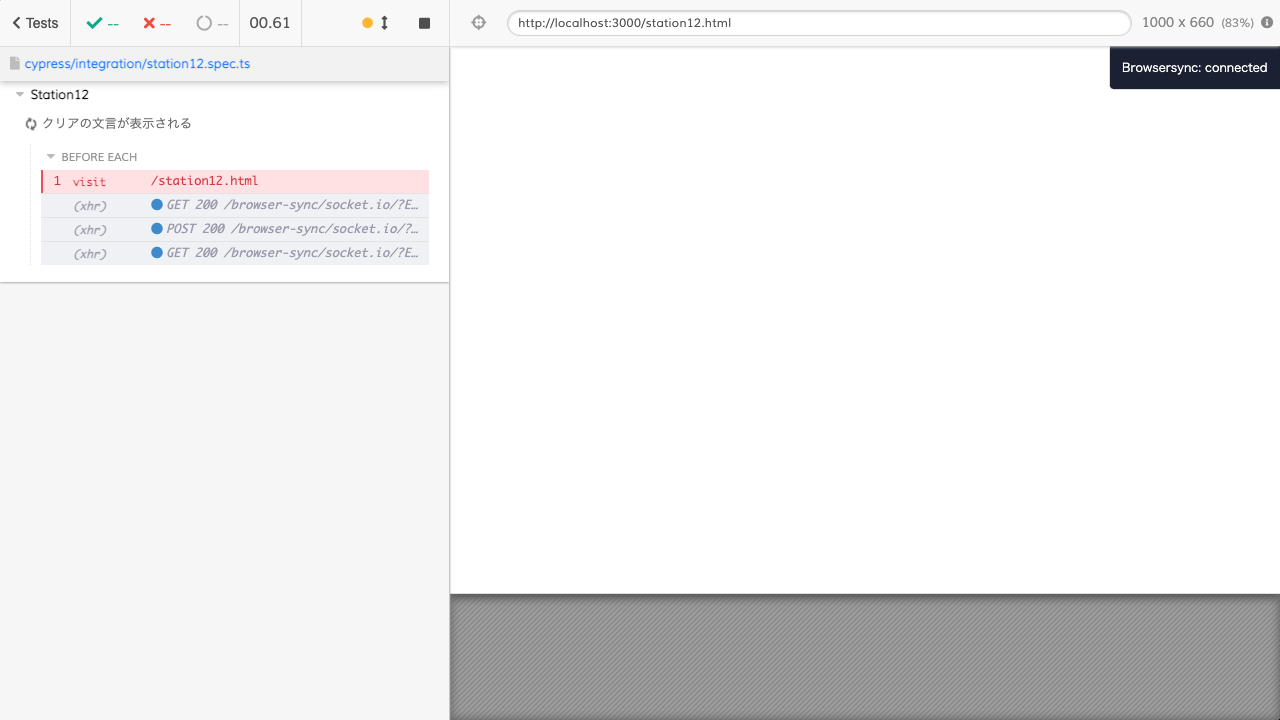 Tests
--
--
--
00.61
http://localhost:3000/station12.html
1000 x 660 (83%)
cypress/integration/station12.spec.ts
Browsersync: connected
Station12
クリアの文言が表示される
BEFORE EACH
1 visit /station12.html
(xhr) GET 200 /browser-sync/socket.io/?E…
(xhr) POST 200 /browser-sync/socket.io/?…
(xhr) GET 200 /browser-sync/socket.io/?E…